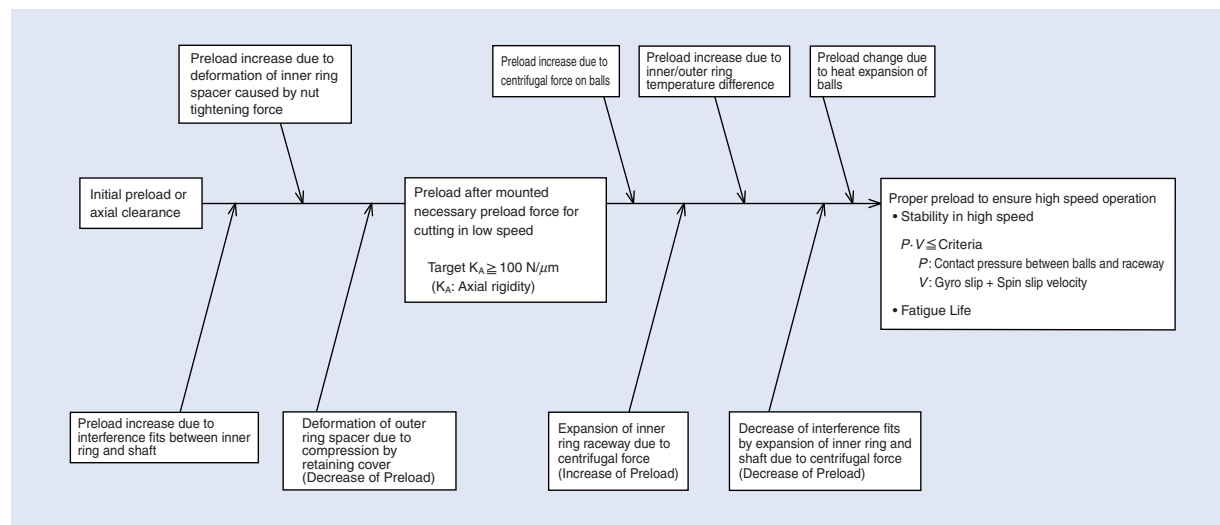 Preload increase due to
deformation of inner ring
spacer caused by nut
tightening force
Preload increase due to
centrifugal force on balls
Preload increase due to
inner/outer ring
temperature difference
Preload change due
to heat expansion of
balls
Initial preload or
axial clearance
Preload after mounted
necessary preload force for
cutting in low speed
Target KA ≧ 100 N/μm
(KA: Axial rigidity)
Proper preload to ensure high speed operation
• Stability in high speed
P·V≦Criteria
P: Contact pressure between balls and raceway
V: Gyro slip + Spin slip velocity
• Fatigue Life
Preload increase due to
interference fits between inner
ring and shaft
Deformation of outer
ring spacer due to
compression by
retaining cover
(Decrease of Preload)
Expansion of inner
ring raceway due to
centrifugal force
(Increase of Preload)
Decrease of interference fits
by expansion of inner ring and
shaft due to centrifugal force
(Decrease of Preload)